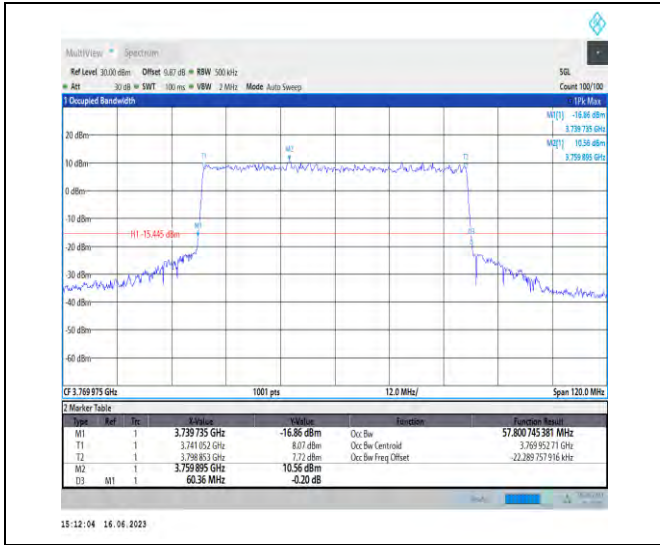 MultiView Spectrum
Ref Level 30.00 dBm Offset 0.87 dB RBW 500 kHz SGL
Att 30 dB SWT 100 ms VBW 2 MHz Mode Auto Sweep Count 100/100
1 Occupied Bandwidth 1Pk Max
M1[1] -16.86 dBm
3.739 735 GHz
20 dBm
M2[1] 10.56 dBm
3.759 895 GHz
T1 M2 T2
10 dBm
0 dBm
-10 dBm
M1
H1 -15.445 dBm
D3
-20 dBm
-30 dBm
-40 dBm
-50 dBm
-60 dBm
CF 3.769 975 GHz 1001 pts 12.0 MHz/ Span 120.0 MHz
2 Marker Table
Type Ref Trc X-Value Y-Value Function Function Result
M1 1 3.739 735 GHz -16.86 dBm Occ Bw 57.800 745 381 MHz
T1 1 3.741 052 GHz 8.07 dBm Occ Bw Centroid 3.769 952 71 GHz
T2 1 3.798 853 GHz 7.72 dBm Occ Bw Freq Offset -22.289 757 916 kHz
M2 1 3.759 895 GHz 10.56 dBm
D3 M1 1 60.36 MHz -0.20 dB
15:12:04 16.06.2023